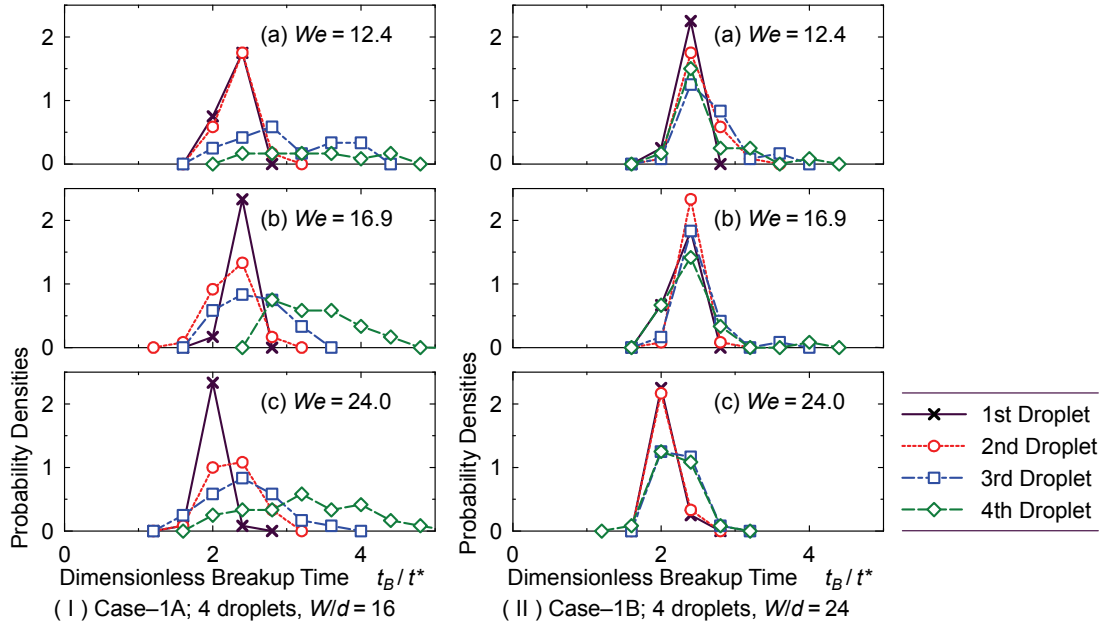 (a) We = 12.4
2
1
0
(b) We = 16.9
2
1
0
(c) We = 24.0
2
1
0
0 2 4
Probability Densities
Dimensionless Breakup Time t_B / t*
( I ) Case–1A; 4 droplets, W/d = 16
(a) We = 12.4
2
1
0
(b) We = 16.9
2
1
0
(c) We = 24.0
2
1
0
0 2 4
Probability Densities
Dimensionless Breakup Time t_B / t*
( II ) Case–1B; 4 droplets, W/d = 24
1st Droplet
2nd Droplet
3rd Droplet
4th Droplet